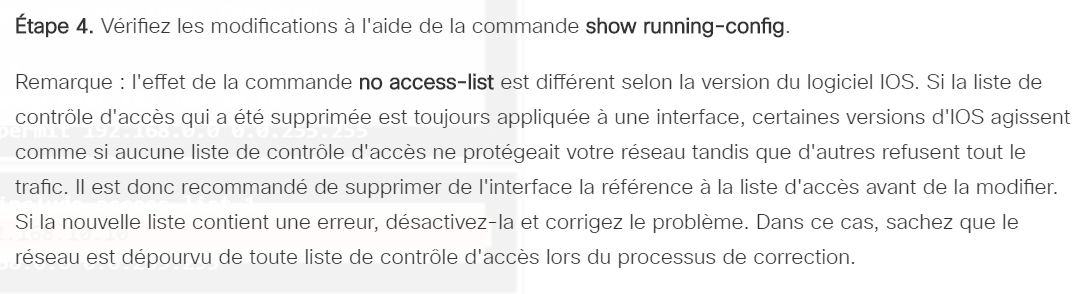 Étape 4. Vérifiez les modifications à l'aide de la commande show running-config.
Remarque : l'effet de la commande no access-list est différent selon la version du logiciel IOS. Si la liste de
contrôle d'accès qui a été supprimée est toujours appliquée à une interface, certaines versions d'IOS agissent
comme si aucune liste de contrôle d'accès ne protégeait votre réseau tandis que d'autres refusent tout le
trafic. Il est donc recommandé de supprimer de l'interface la référence à la liste d'accès avant de la modifier.
Si la nouvelle liste contient une erreur, désactivez-la et corrigez le problème. Dans ce cas, sachez que le
réseau est dépourvu de toute liste de contrôle d'accès lors du processus de correction.